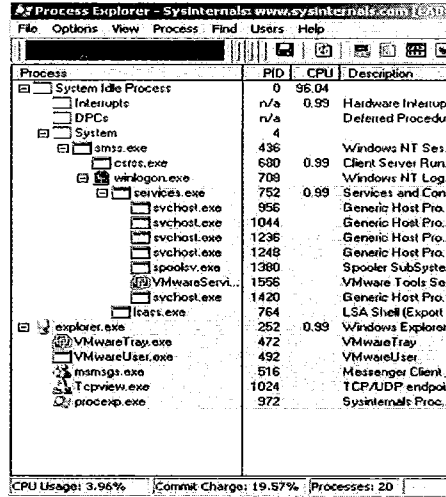 Process Explorer - Sysinternals: www.sysinternals.com
File Options View Process Find Users Help
Process PID CPU Description
System Idle Process 0 96.04
Interrupts n/a 0.99 Hardware Interrup
DPCs n/a Deferred Procedu
System 4
smss.exe 436 Windows NT Ses.
csrss.exe 680 0.99 Client Server Run.
winlogon.exe 708 Windows NT Log.
services.exe 752 0.99 Services and Con
svchost.exe 956 Generic Host Pro.
svchost.exe 1044 Generic Host Pro.
svchost.exe 1236 Generic Host Pro.
svchost.exe 1248 Generic Host Pro.
spoolsv.exe 1380 Spooler SubSyste
VMwareServi... 1556 VMware Tools Se
svchost.exe 1420 Generic Host Pro.
lsass.exe 764 LSA Shell (Export
explorer.exe 252 0.99 Windows Explorer
VMwareTray.exe 472 VMwareTray
VMwareUser.exe 492 VMwareUser
msmsgs.exe 516 Messenger Client
Tcpview.exe 1024 TCP/UDP endpoi
procexp.exe 972 Sysinternals Proc.
CPU Usage: 3.96% Commit Charge: 19.57% Processes: 20